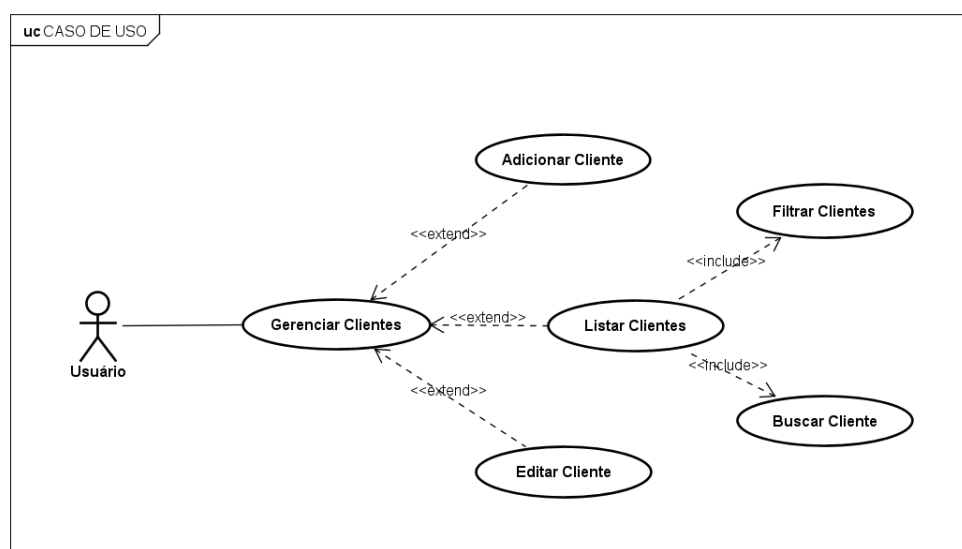 uc CASO DE USO
Adicionar Cliente
Filtrar Clientes
<<extend>>
<<include>>
Gerenciar Clientes
<<extend>>
Listar Clientes
Usuário
<<include>>
<<extend>>
Buscar Cliente
Editar Cliente